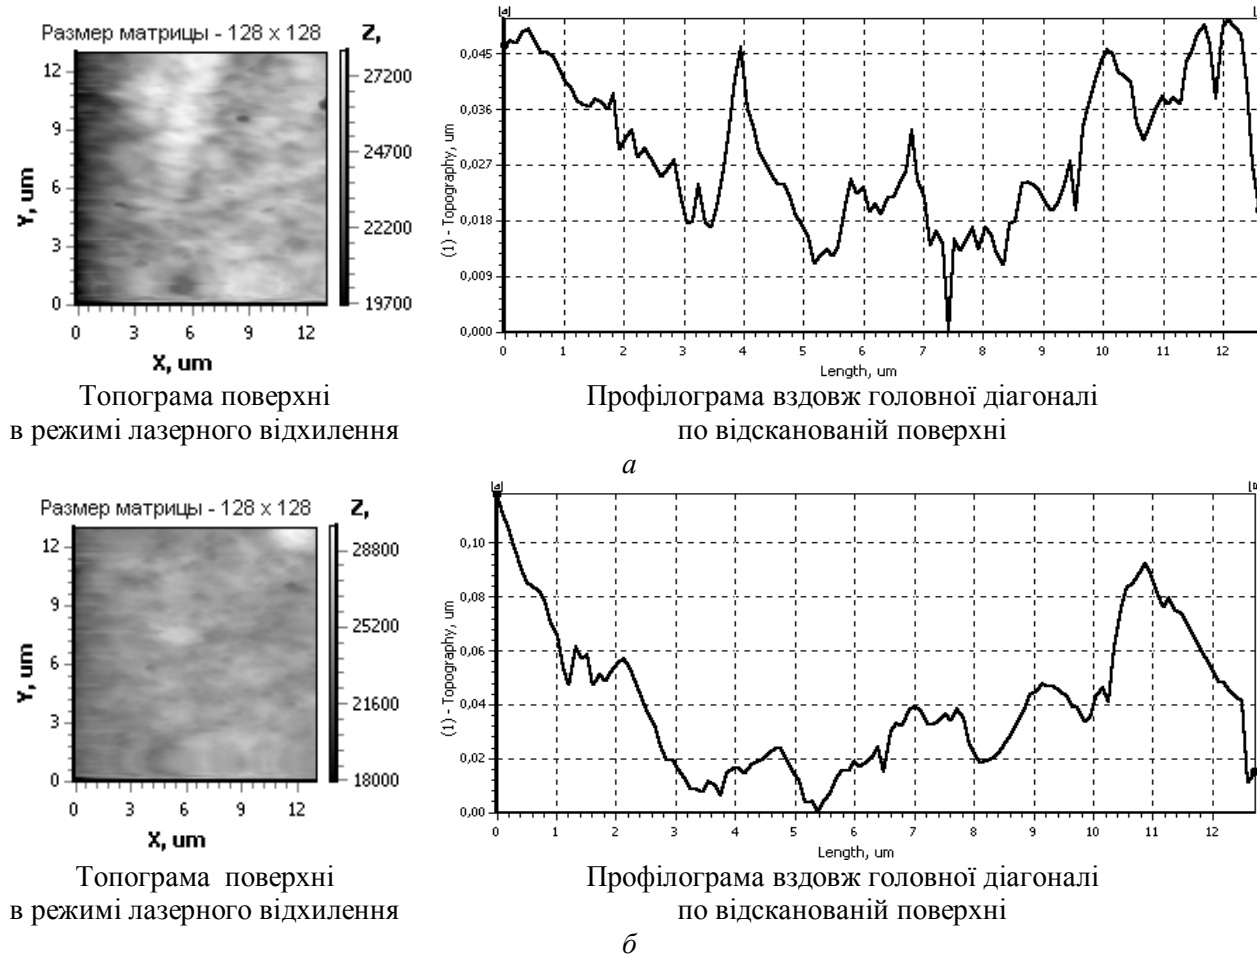 Размер матрицы - 128 x 128
Z,
12
9
6
3
0
Y, um
27200
24700
22200
19700
0 3 6 9 12
X, um
0,045
0,036
0,027
0,018
0,009
0,000
(1) - Topography, um
0 1 2 3 4 5 6 7 8 9 10 11 12
Length, um
Топограма поверхні
в режимі лазерного відхилення
Профілограма вздовж головної діагоналі
по відсканованій поверхні
а
Размер матрицы - 128 x 128
Z,
12
9
6
3
0
Y, um
28800
25200
21600
18000
0 3 6 9 12
X, um
0,10
0,08
0,06
0,04
0,02
0,00
(1) - Topography, um
0 1 2 3 4 5 6 7 8 9 10 11 12
Length, um
Топограма поверхні
в режимі лазерного відхилення
Профілограма вздовж головної діагоналі
по відсканованій поверхні
б